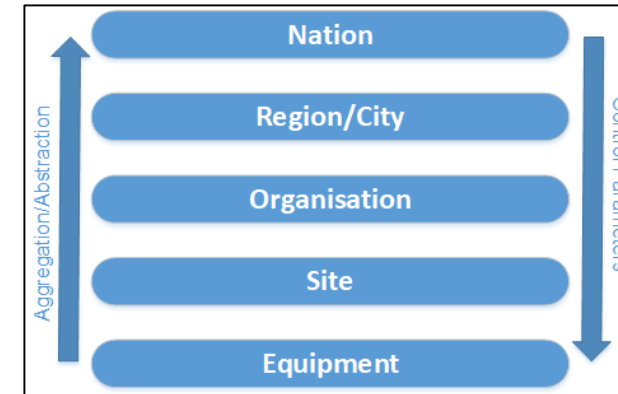 Nation
Region/City
Organisation
Site
Equipment
Aggregation/Abstraction